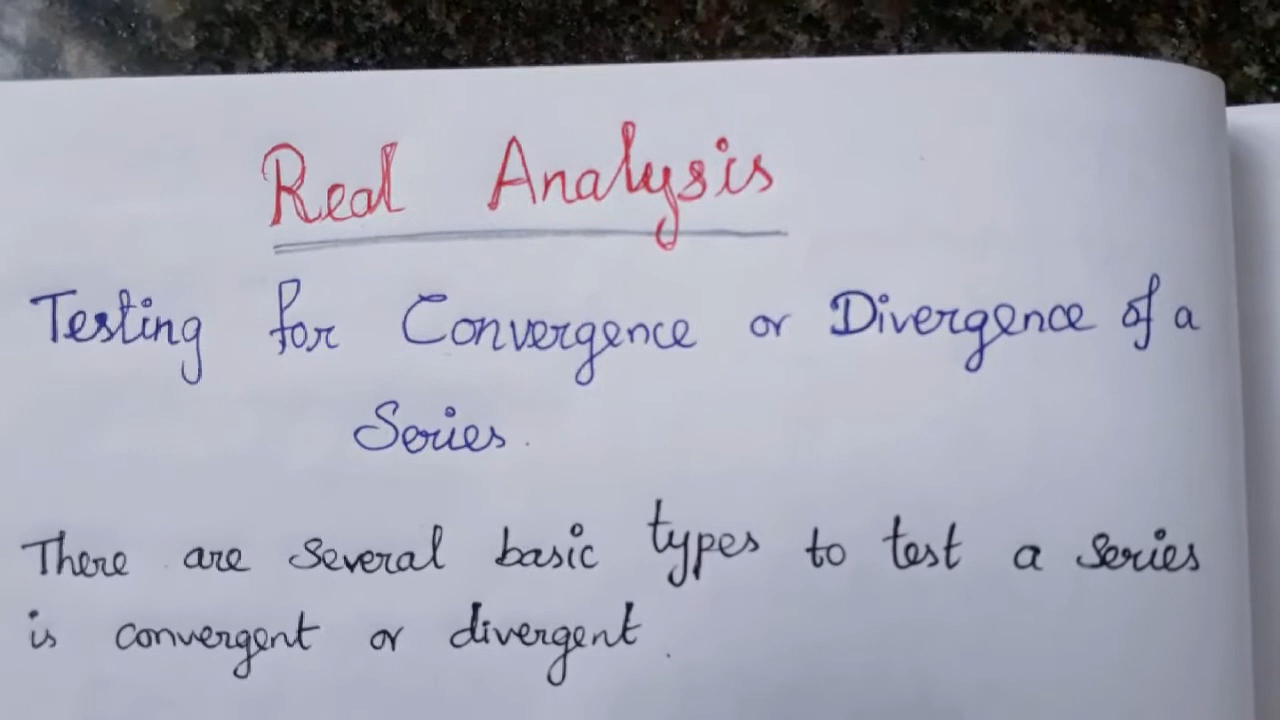 Real Analysis
Testing for Convergence or Divergence of a
Series.
There are several basic types to test a series
is convergent or divergent.